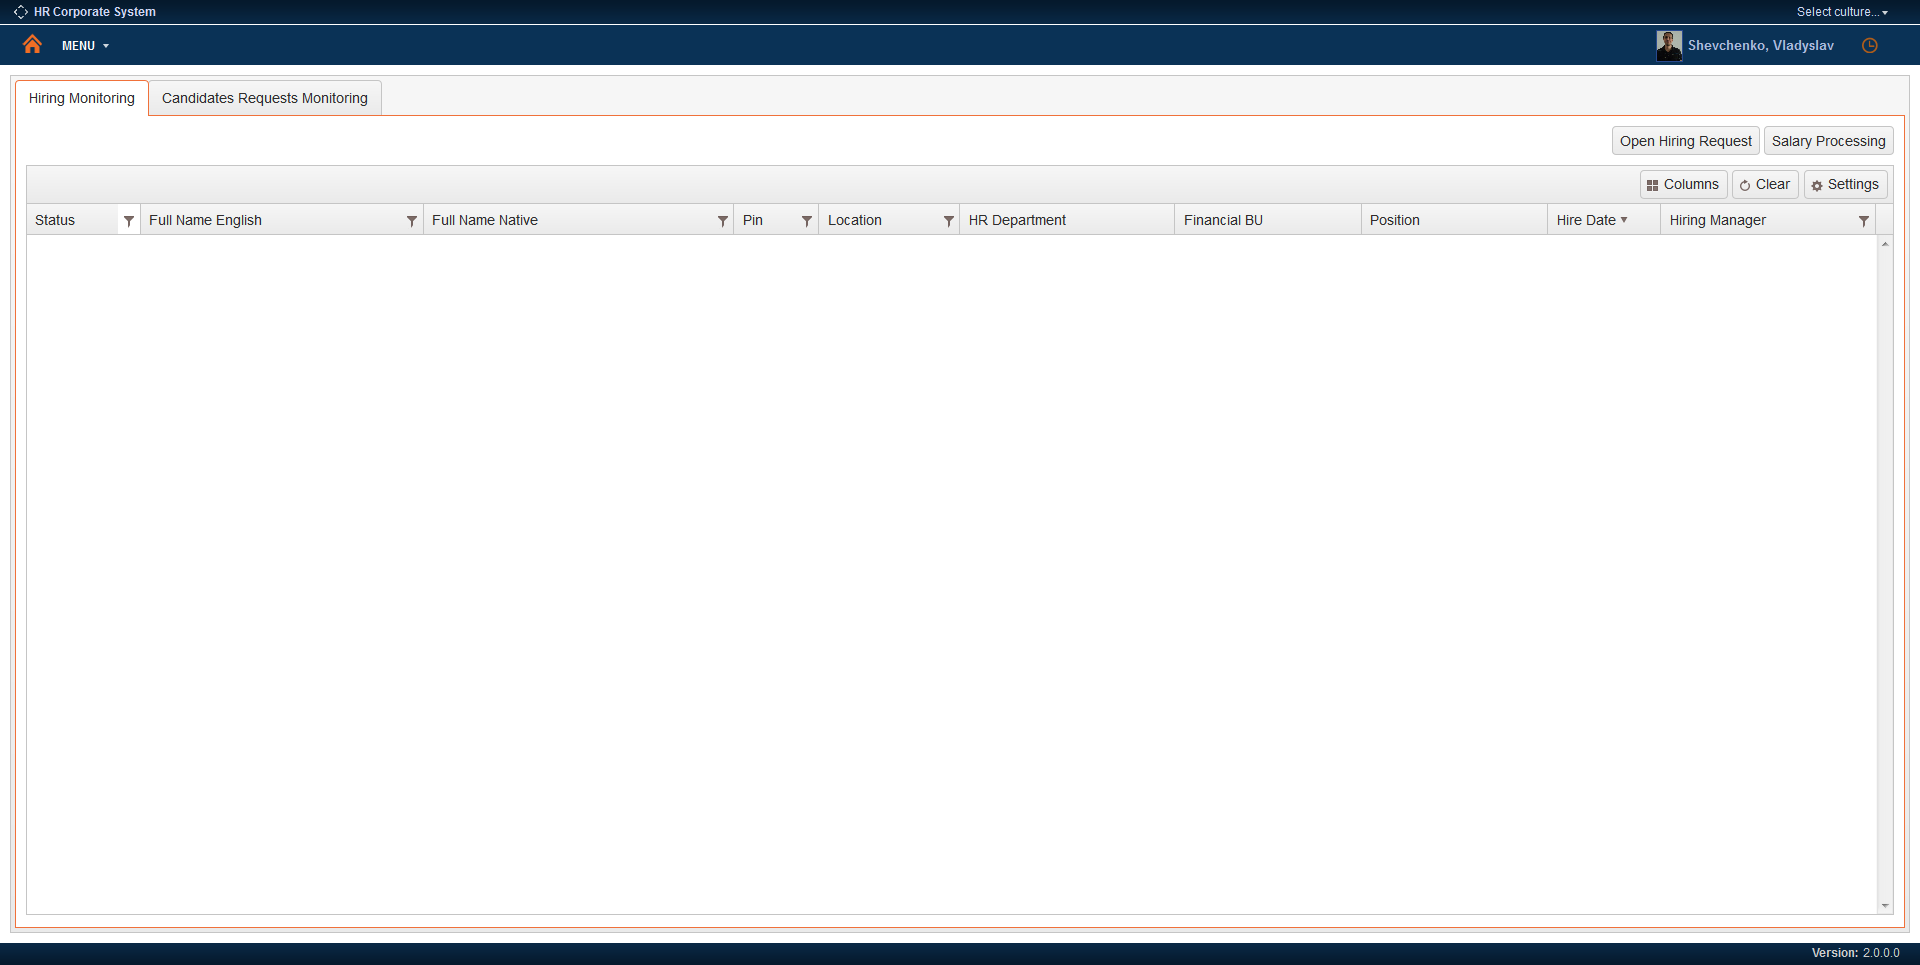 HR Corporate System
Select culture...
MENU
Shevchenko, Vladyslav
Hiring Monitoring
Candidates Requests Monitoring
Open Hiring Request
Salary Processing
Columns
Clear
Settings
Status
Full Name English
Full Name Native
Pin
Location
HR Department
Financial BU
Position
Hire Date
Hiring Manager
Version: 2.0.0.0